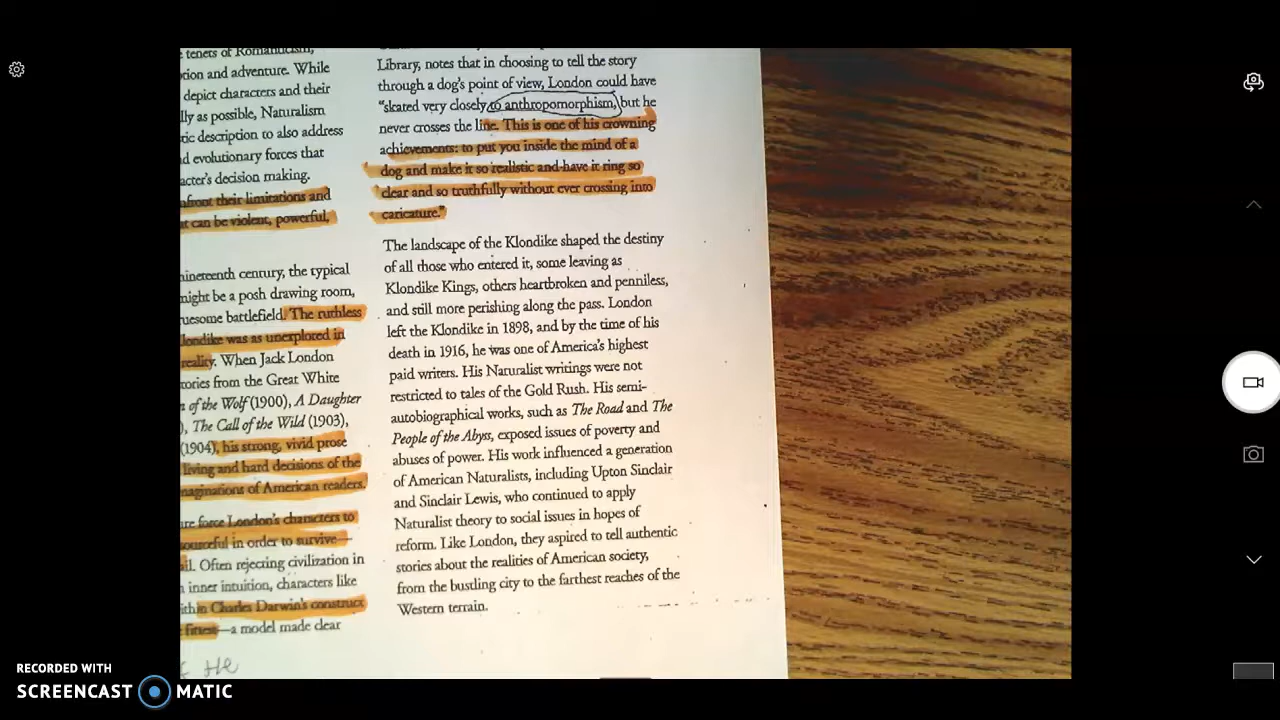 : tenets of Romanticism,
tion and adventure. While
depict characters and their
lly as possible, Naturalism
tic description to also address
d evolutionary forces that
acter's decision making.
nfront their limitations and
t can be violent, powerful,
nineteenth century, the typical
might be a posh drawing room,
uesome battlefield. The ruthless
londike was as unexplored in
reality. When Jack London
tories from the Great White
of the Wolf (1900), A Daughter
), The Call of the Wild (1903),
(1904), his strong, vivid prose
living and hard decisions of the
naginations of American readers.
ure force London's characters to
sourceful in order to survive—
il. Often rejecting civilization in
inner intuition, characters like
ithin Charles Darwin's construct
fittest—a model made clear
He
Library, notes that in choosing to tell the story
through a dog's point of view, London could have
"skated very closely to anthropomorphism, but he
never crosses the line. This is one of his crowning
achievements: to put you inside the mind of a
dog and make it so realistic and have it ring so
clear and so truthfully without ever crossing into
caricature."
The landscape of the Klondike shaped the destiny
of all those who entered it, some leaving as
Klondike Kings, others heartbroken and penniless,
and still more perishing along the pass. London
left the Klondike in 1898, and by the time of his
death in 1916, he was one of America's highest
paid writers. His Naturalist writings were not
restricted to tales of the Gold Rush. His semi-
autobiographical works, such as The Road and The
People of the Abyss, exposed issues of poverty and
abuses of power. His work influenced a generation
of American Naturalists, including Upton Sinclair
and Sinclair Lewis, who continued to apply
Naturalist theory to social issues in hopes of
reform. Like London, they aspired to tell authentic
stories about the realities of American society,
from the bustling city to the farthest reaches of the
Western terrain.
RECORDED WITH
SCREENCAST MATIC